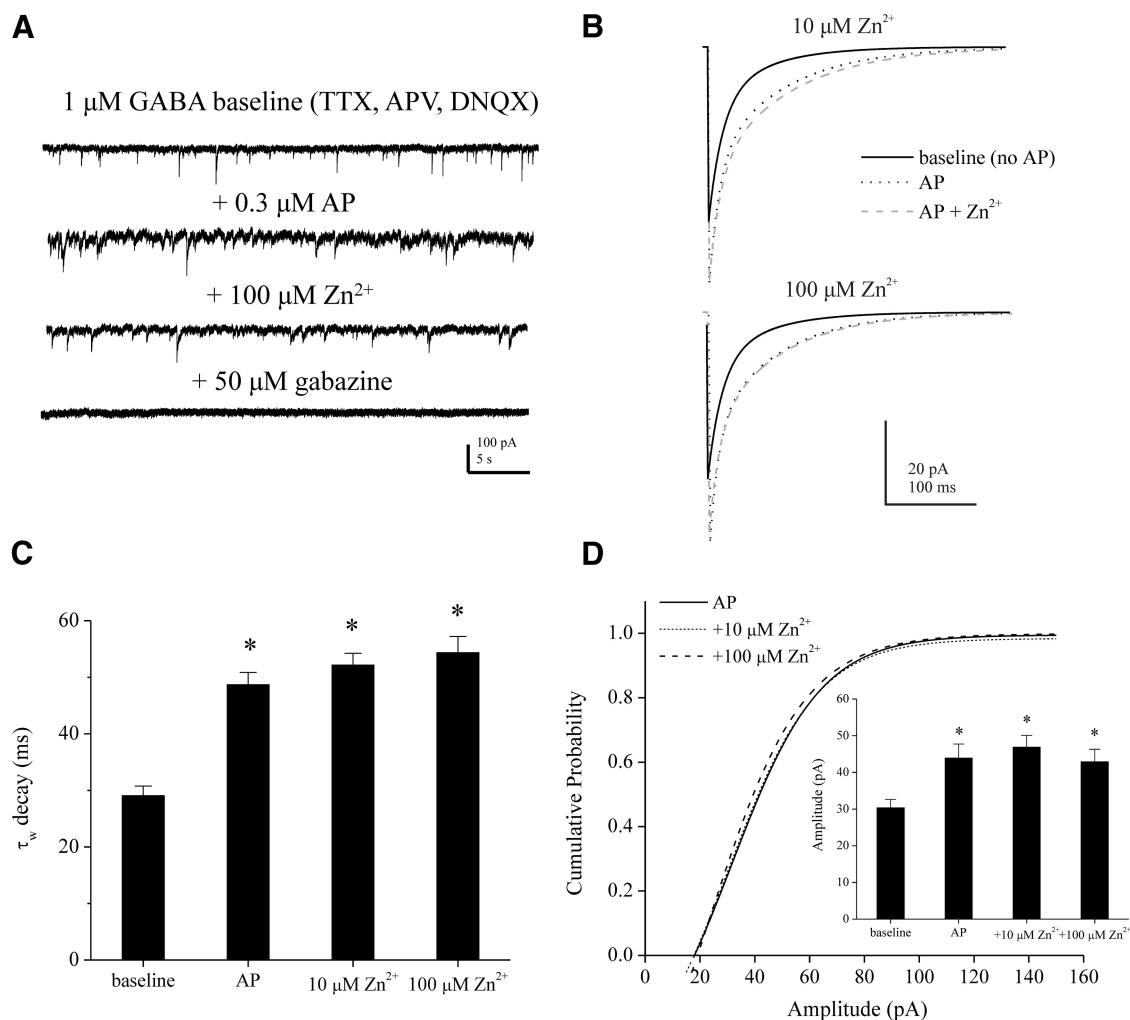 A
1 μM GABA baseline (TTX, APV, DNQX)
+ 0.3 μM AP
+ 100 μM Zn²⁺
+ 50 μM gabazine
100 pA
5 s
B
10 μM Zn²⁺
baseline (no AP)
AP
AP + Zn²⁺
100 μM Zn²⁺
20 pA
100 ms
C
τw decay (ms)
60
40
20
0
baseline
AP
10 μM Zn²⁺
100 μM Zn²⁺
*
*
*
D
AP
+10 μM Zn²⁺
+100 μM Zn²⁺
Cumulative Probability
1.0
0.8
0.6
0.4
0.2
0.0
0
20
40
60
80
100
120
140
160
Amplitude (pA)
Amplitude (pA)
60
50
40
30
20
10
0
baseline
AP
+10 μM Zn²⁺
+100 μM Zn²⁺
*
*
*